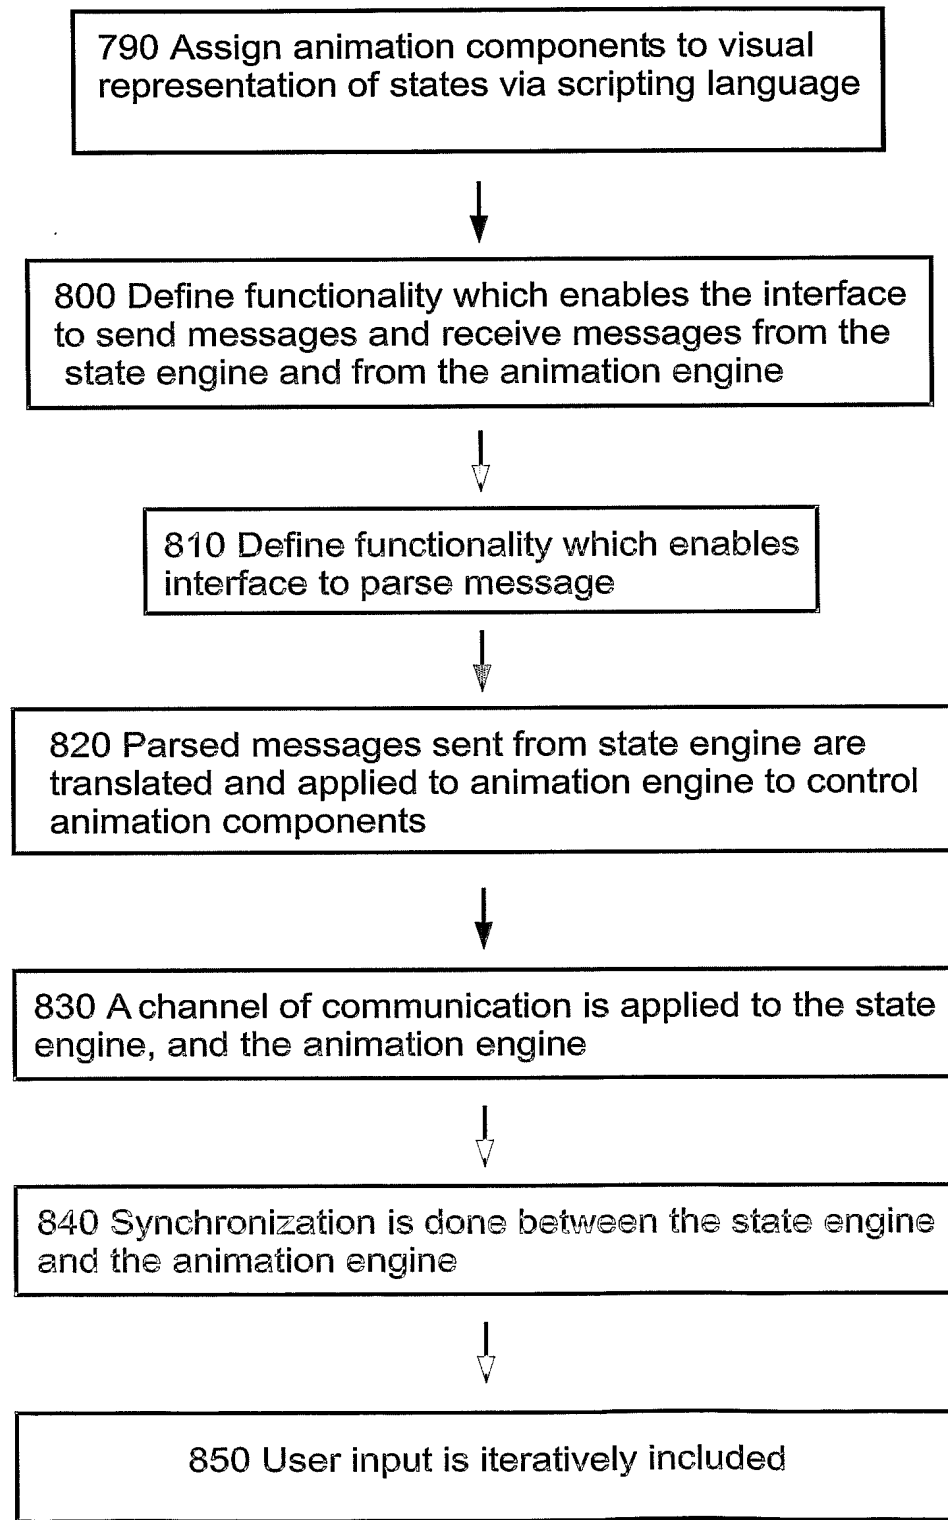 790 Assign animation components to visual
representation of states via scripting language
800 Define functionality which enables the interface
to send messages and receive messages from the
state engine and from the animation engine
810 Define functionality which enables
interface to parse message
820 Parsed messages sent from state engine are
translated and applied to animation engine to control
animation components
830 A channel of communication is applied to the state
engine, and the animation engine
840 Synchronization is done between the state engine
and the animation engine
850 User input is iteratively included